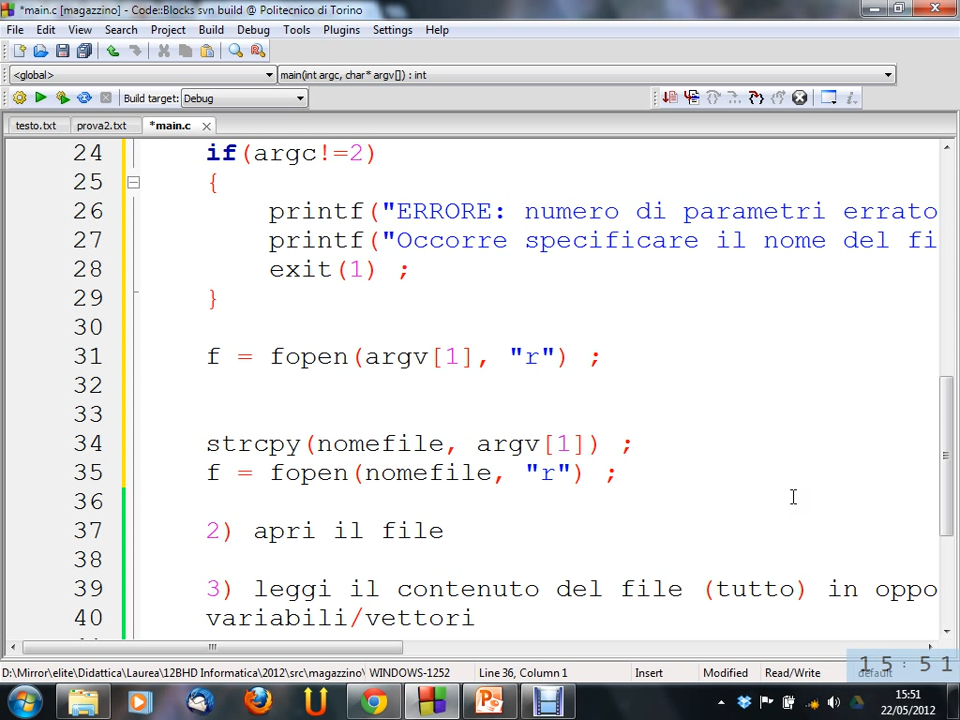 *main.c [magazzino] - Code::Blocks svn build @ Politecnico di Torino
File Edit View Search Project Build Debug Tools Plugins Settings Help
<global> main(int argc, char* argv[]) : int
Build target: Debug
testo.txt prova2.txt *main.c
24 if(argc!=2)
25 {
26 printf("ERRORE: numero di parametri errato
27 printf("Occorre specificare il nome del fi
28 exit(1) ;
29 }
30
31 f = fopen(argv[1], "r") ;
32
33
34 strcpy(nomefile, argv[1]) ;
35 f = fopen(nomefile, "r") ;
36
37 2) apri il file
38
39 3) leggi il contenuto del file (tutto) in oppo
40 variabili/vettori
D:\Mirror\elite\Didattica\Laurea\12BHD Informatica\2012\src\magazzino\ WINDOWS-1252 Line 36, Column 1 Insert Modified Read/Write default
15:51
15:51
22/05/2012